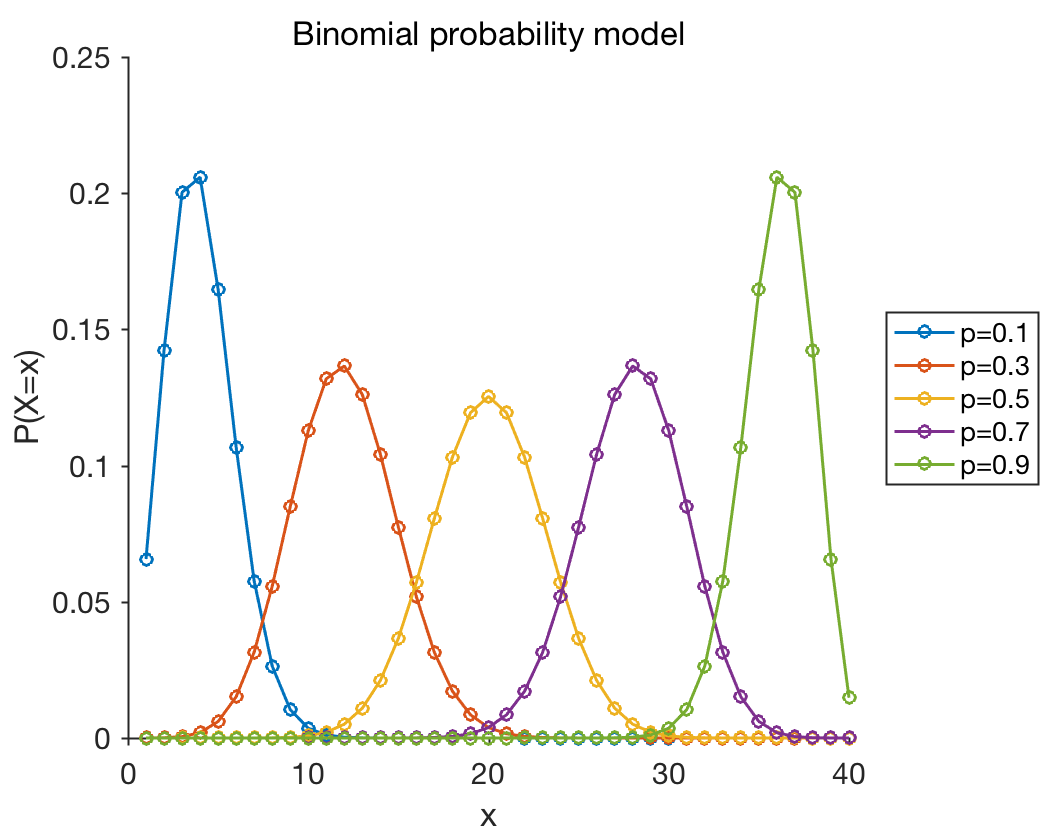 Binomial probability model
0.25
0.2
0.15
0.1
0.05
0
P(X=x)
0 10 20 30 40
x
p=0.1
p=0.3
p=0.5
p=0.7
p=0.9